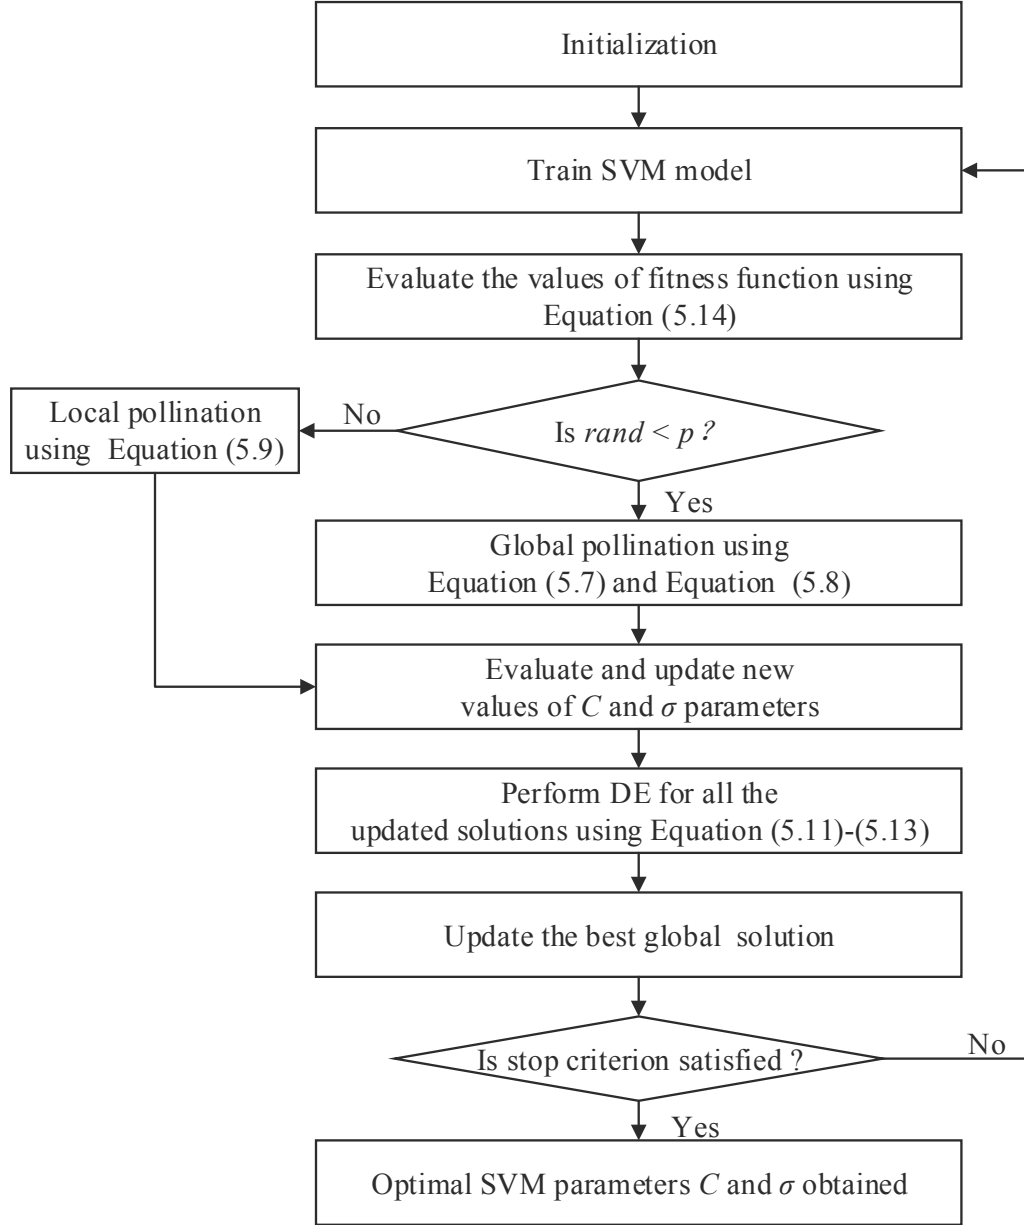 Initialization
Train SVM model
Evaluate the values of fitness function using
Equation (5.14)
Is rand < p ?
No
Local pollination
using Equation (5.9)
Yes
Global pollination using
Equation (5.7) and Equation (5.8)
Evaluate and update new
values of C and σ parameters
Perform DE for all the
updated solutions using Equation (5.11)-(5.13)
Update the best global solution
Is stop criterion satisfied ?
No
Yes
Optimal SVM parameters C and σ obtained